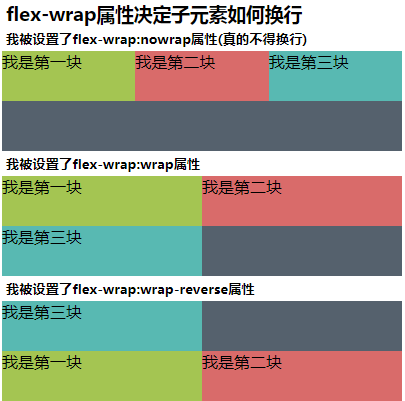 flex-wrap属性决定子元素如何换行
我被设置了flex-wrap:nowrap属性(真的不得换行)
我是第一块 我是第二块 我是第三块
我被设置了flex-wrap:wrap属性
我是第一块 我是第二块
我是第三块
我被设置了flex-wrap:wrap-reverse属性
我是第三块
我是第一块 我是第二块